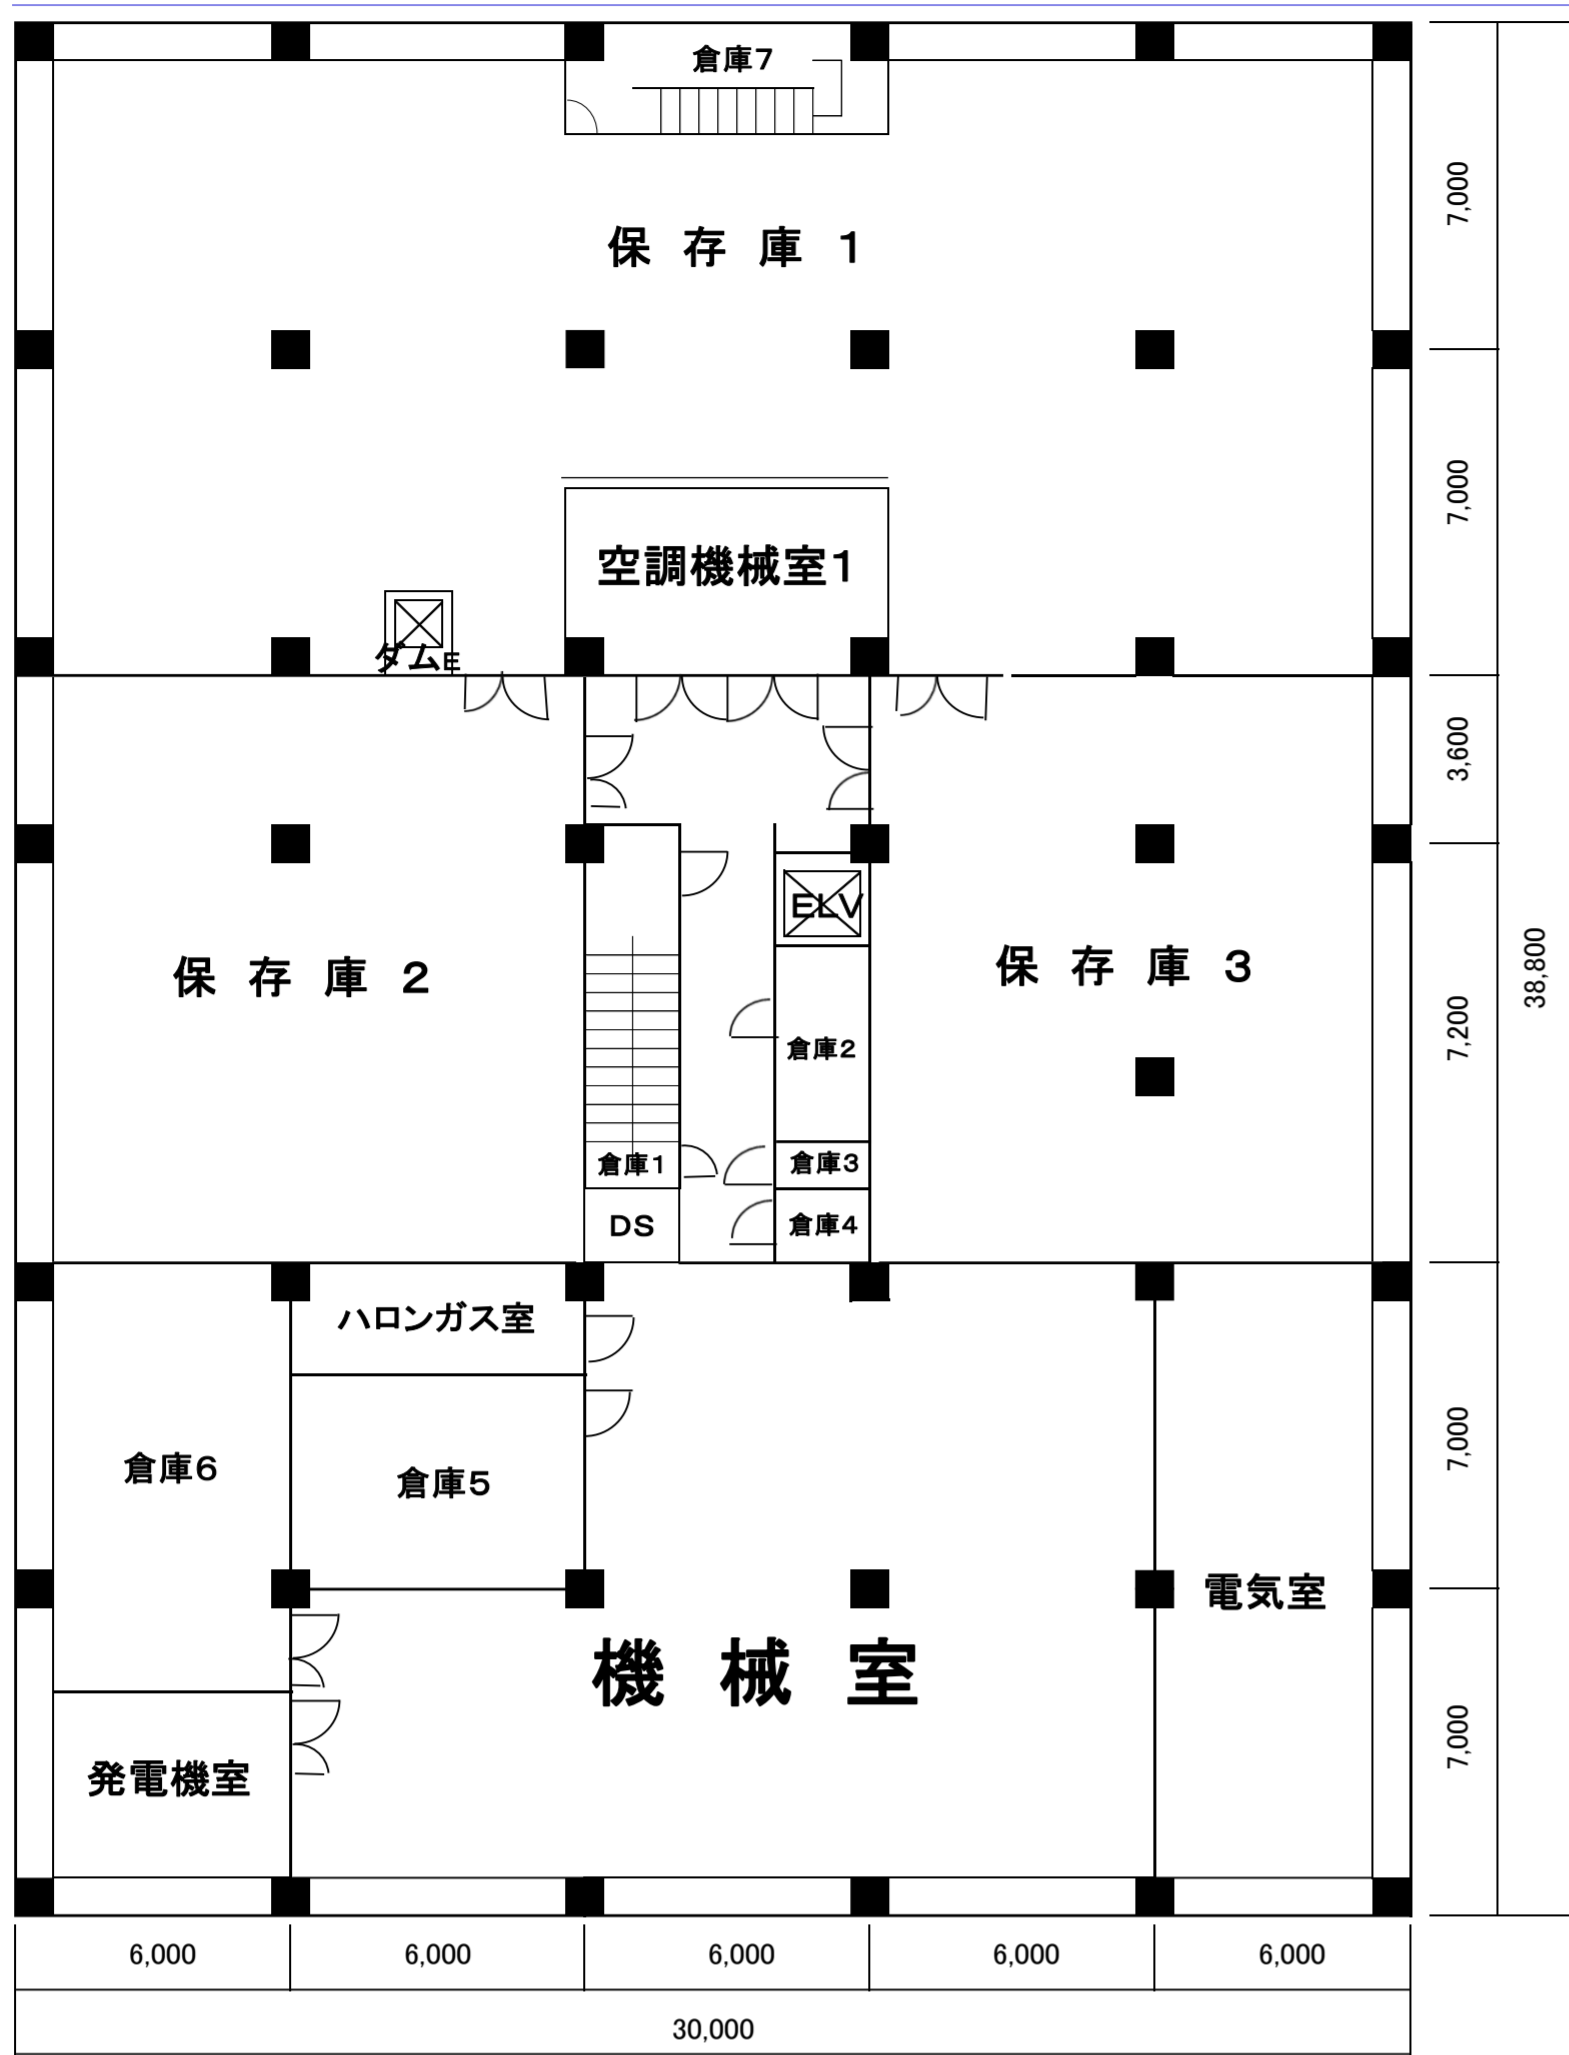 倉庫7
7,000
保 存 庫 1
7,000
空調機械室1
ダムE
3,600
ELV
保 存 庫 2
保 存 庫 3
38,800
7,200
倉庫2
倉庫1
倉庫3
DS
倉庫4
ハロンガス室
7,000
倉庫6
倉庫5
電気室
機 械 室
7,000
発電機室
6,000
6,000
6,000
6,000
6,000
30,000